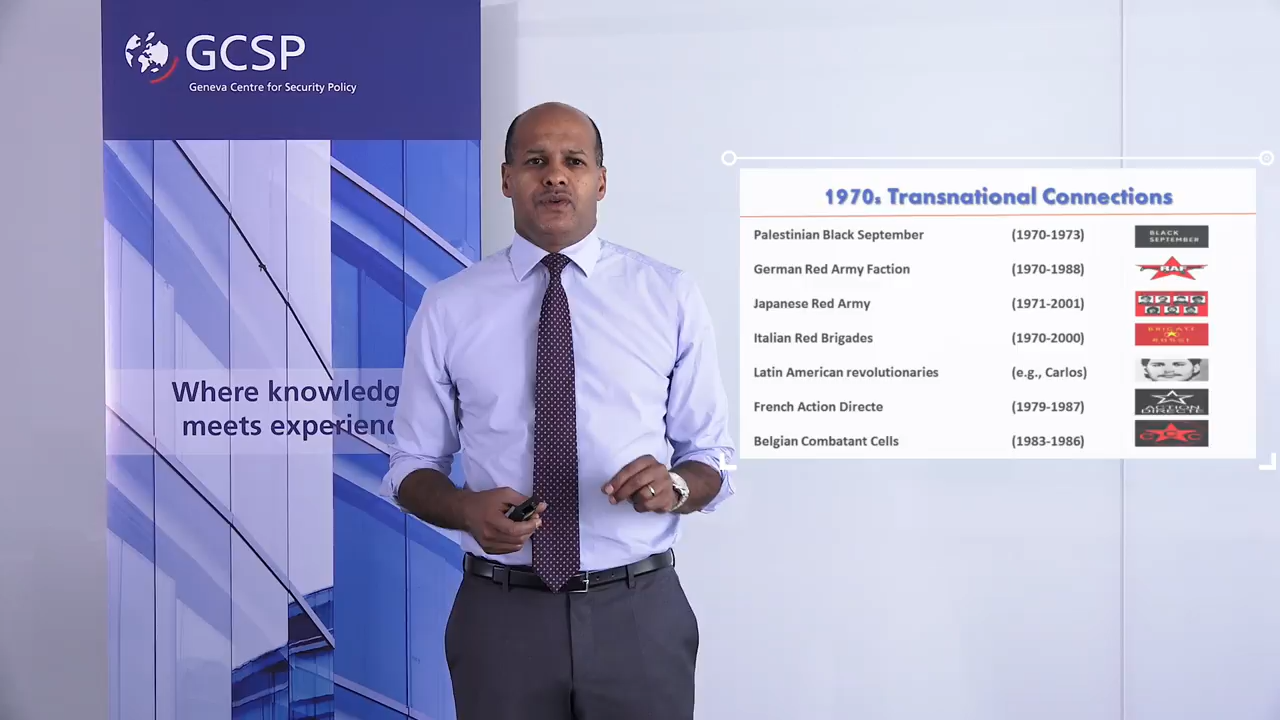 GCSP
Geneva Centre for Security Policy
Where knowledg
meets experienc
1970s Transnational Connections
Palestinian Black September (1970-1973) BLACK SEPTEMBER
German Red Army Faction (1970-1988) RAF
Japanese Red Army (1971-2001)
Italian Red Brigades (1970-2000) BRIGATE ROSSE
Latin American revolutionaries (e.g., Carlos)
French Action Directe (1979-1987) ACTION DIRECTE
Belgian Combatant Cells (1983-1986) CCC